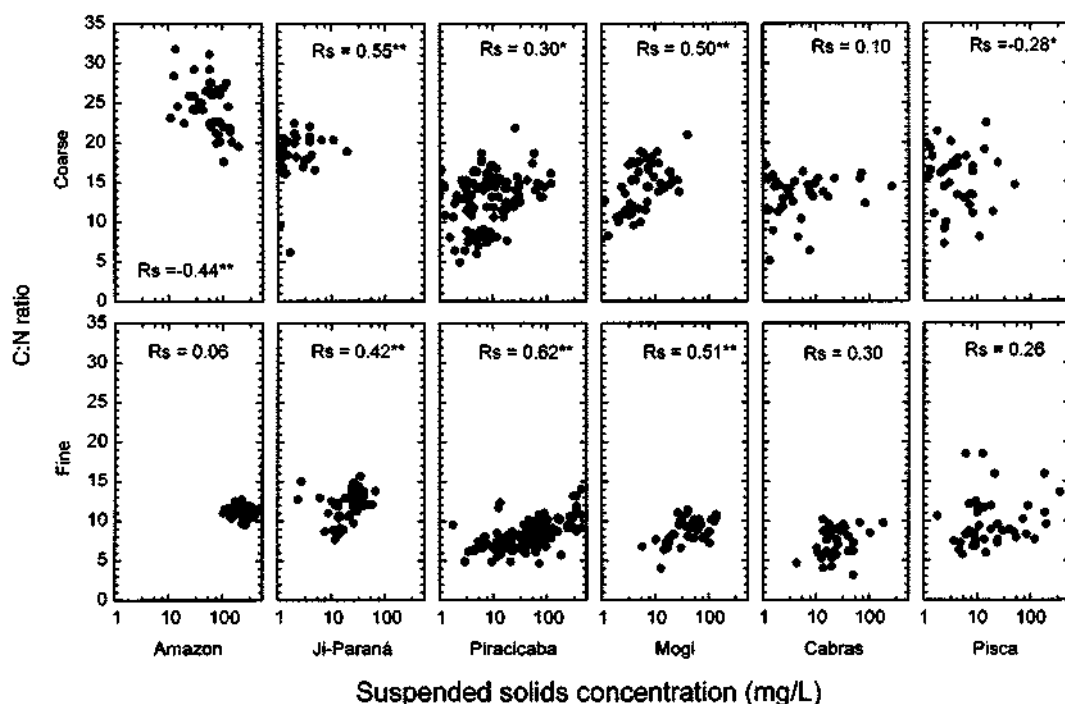 35
30
25
20
15
10
5
0
Coarse
Rs =-0.44**
Rs = 0.55**
Rs = 0.30*
Rs = 0.50**
Rs = 0.10
Rs =-0.28*
C:N ratio
35
30
25
20
15
10
5
0
Fine
Rs = 0.06
Rs = 0.42**
Rs = 0.62**
Rs = 0.51**
Rs = 0.30
Rs = 0.26
1 10 100 1 10 100 1 10 100 1 10 100 1 10 100 1 10 100
Amazon Ji-Paraná Piracicaba Mogi Cabras Pisca
Suspended solids concentration (mg/L)